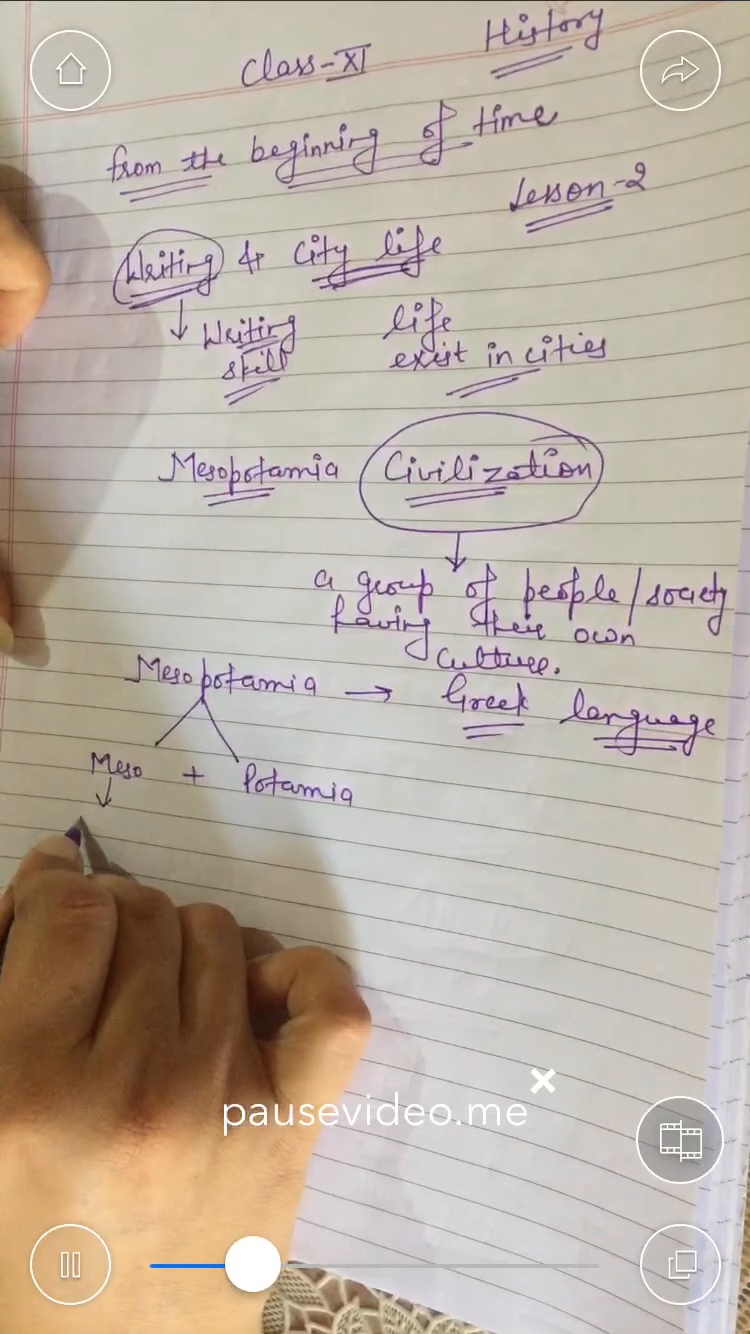 History
Class-XI
from the beginning of time
Lesson-2
Writing & City life
Writing skill
life exist in cities
Mesopotamia Civilization
a group of people/society
having their own
culture.
Mesopotamia → Greek language
Meso + Potamia
pausevideo.me